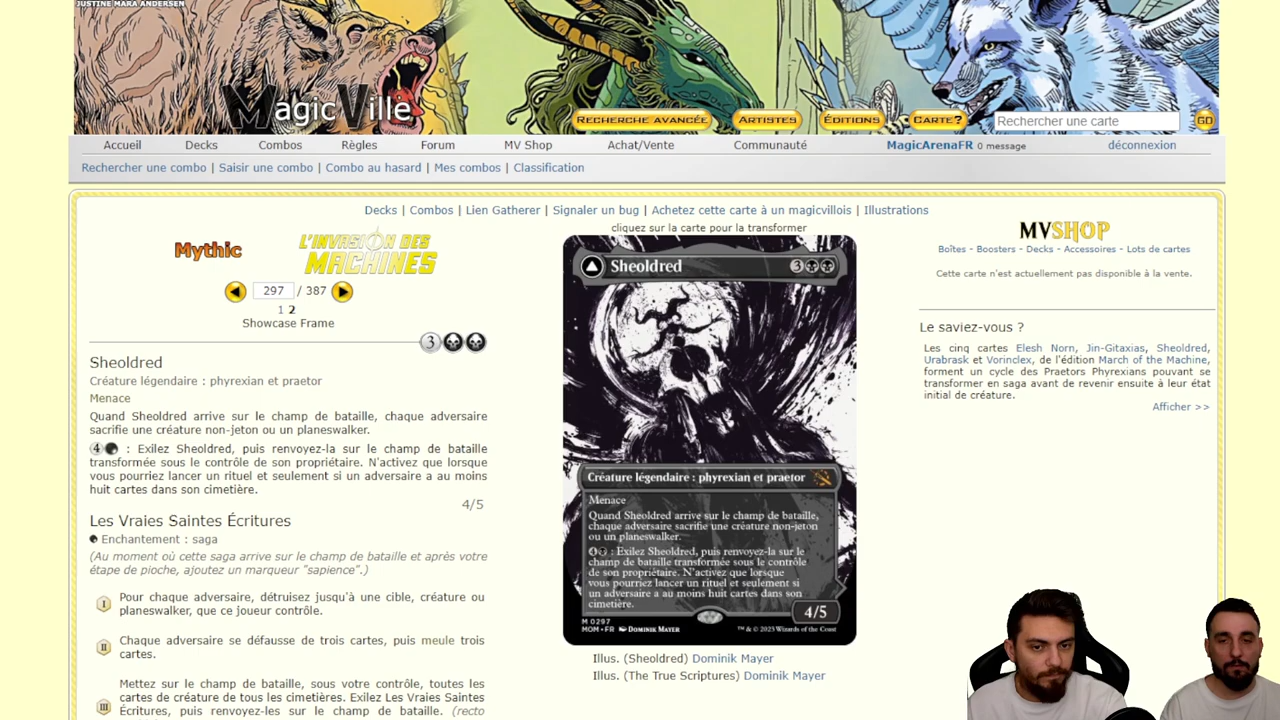 JUSTINE MARA ANDERSEN
MagicVille
RECHERCHE AVANCÉE
ARTISTES
ÉDITIONS
CARTE?
Rechercher une carte
GO
Accueil Decks Combos Règles Forum MV Shop Achat/Vente Communauté MagicArenaFR 0 message déconnexion
Rechercher une combo | Saisir une combo | Combo au hasard | Mes combos | Classification
Decks | Combos | Lien Gatherer | Signaler un bug | Achetez cette carte à un magicvillois | Illustrations
Mythic
L'INVASION DES
MACHINES
297 / 387
1 2
Showcase Frame
3
Sheoldred
Créature légendaire : phyrexian et praetor
Menace
Quand Sheoldred arrive sur le champ de bataille, chaque adversaire
sacrifie une créature non-jeton ou un planeswalker.
4 : Exilez Sheoldred, puis renvoyez-la sur le champ de bataille
transformée sous le contrôle de son propriétaire. N'activez que lorsque
vous pourriez lancer un rituel et seulement si un adversaire a au moins
huit cartes dans son cimetière.
4/5
Les Vraies Saintes Écritures
Enchantement : saga
(Au moment où cette saga arrive sur le champ de bataille et après votre
étape de pioche, ajoutez un marqueur "sapience".)
I
Pour chaque adversaire, détruisez jusqu'à une cible, créature ou
planeswalker, que ce joueur contrôle.
II
Chaque adversaire se défausse de trois cartes, puis meule trois
cartes.
III
Mettez sur le champ de bataille, sous votre contrôle, toutes les
cartes de créature de tous les cimetières. Exilez Les Vraies Saintes
Écritures, puis renvoyez-les sur le champ de bataille. (recto
cliquez sur la carte pour la transformer
Sheoldred
3
Créature légendaire : phyrexian et praetor
Menace
Quand Sheoldred arrive sur le champ de bataille,
chaque adversaire sacrifie une créature non-jeton
ou un planeswalker.
4 : Exilez Sheoldred, puis renvoyez-la sur le
champ de bataille transformée sous le contrôle
de son propriétaire. N'activez que lorsque
vous pourriez lancer un rituel et seulement si
un adversaire a au moins huit cartes dans son
cimetière.
4/5
M 0297
MOM • FR DOMINIK MAYER
™ & © 2023 Wizards of the Coast
Illus. (Sheoldred) Dominik Mayer
Illus. (The True Scriptures) Dominik Mayer
MVSHOP
Boîtes - Boosters - Decks - Accessoires - Lots de cartes
Cette carte n'est actuellement pas disponible à la vente.
Le saviez-vous ?
Les cinq cartes Elesh Norn, Jin-Gitaxias, Sheoldred,
Urabrask et Vorinclex, de l'édition March of the Machine,
forment un cycle des Praetors Phyrexians pouvant se
transformer en saga avant de revenir ensuite à leur état
initial de créature.
Afficher >>